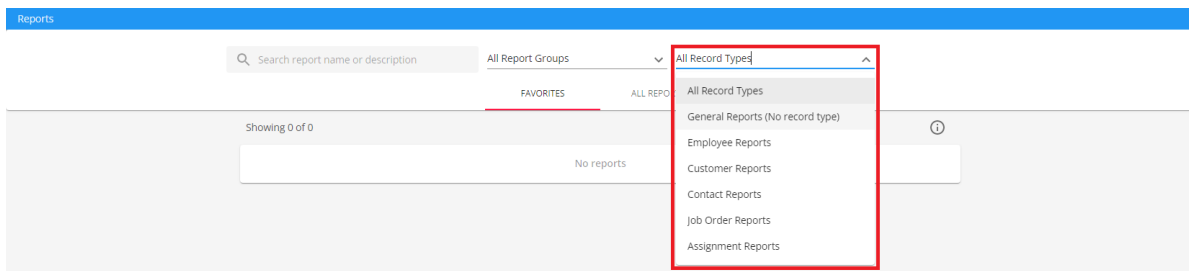 Reports
Search report name or description
All Report Groups
All Record Types
FAVORITES
ALL REPO
All Record Types
General Reports (No record type)
Employee Reports
Customer Reports
Contact Reports
Job Order Reports
Assignment Reports
Showing 0 of 0
No reports